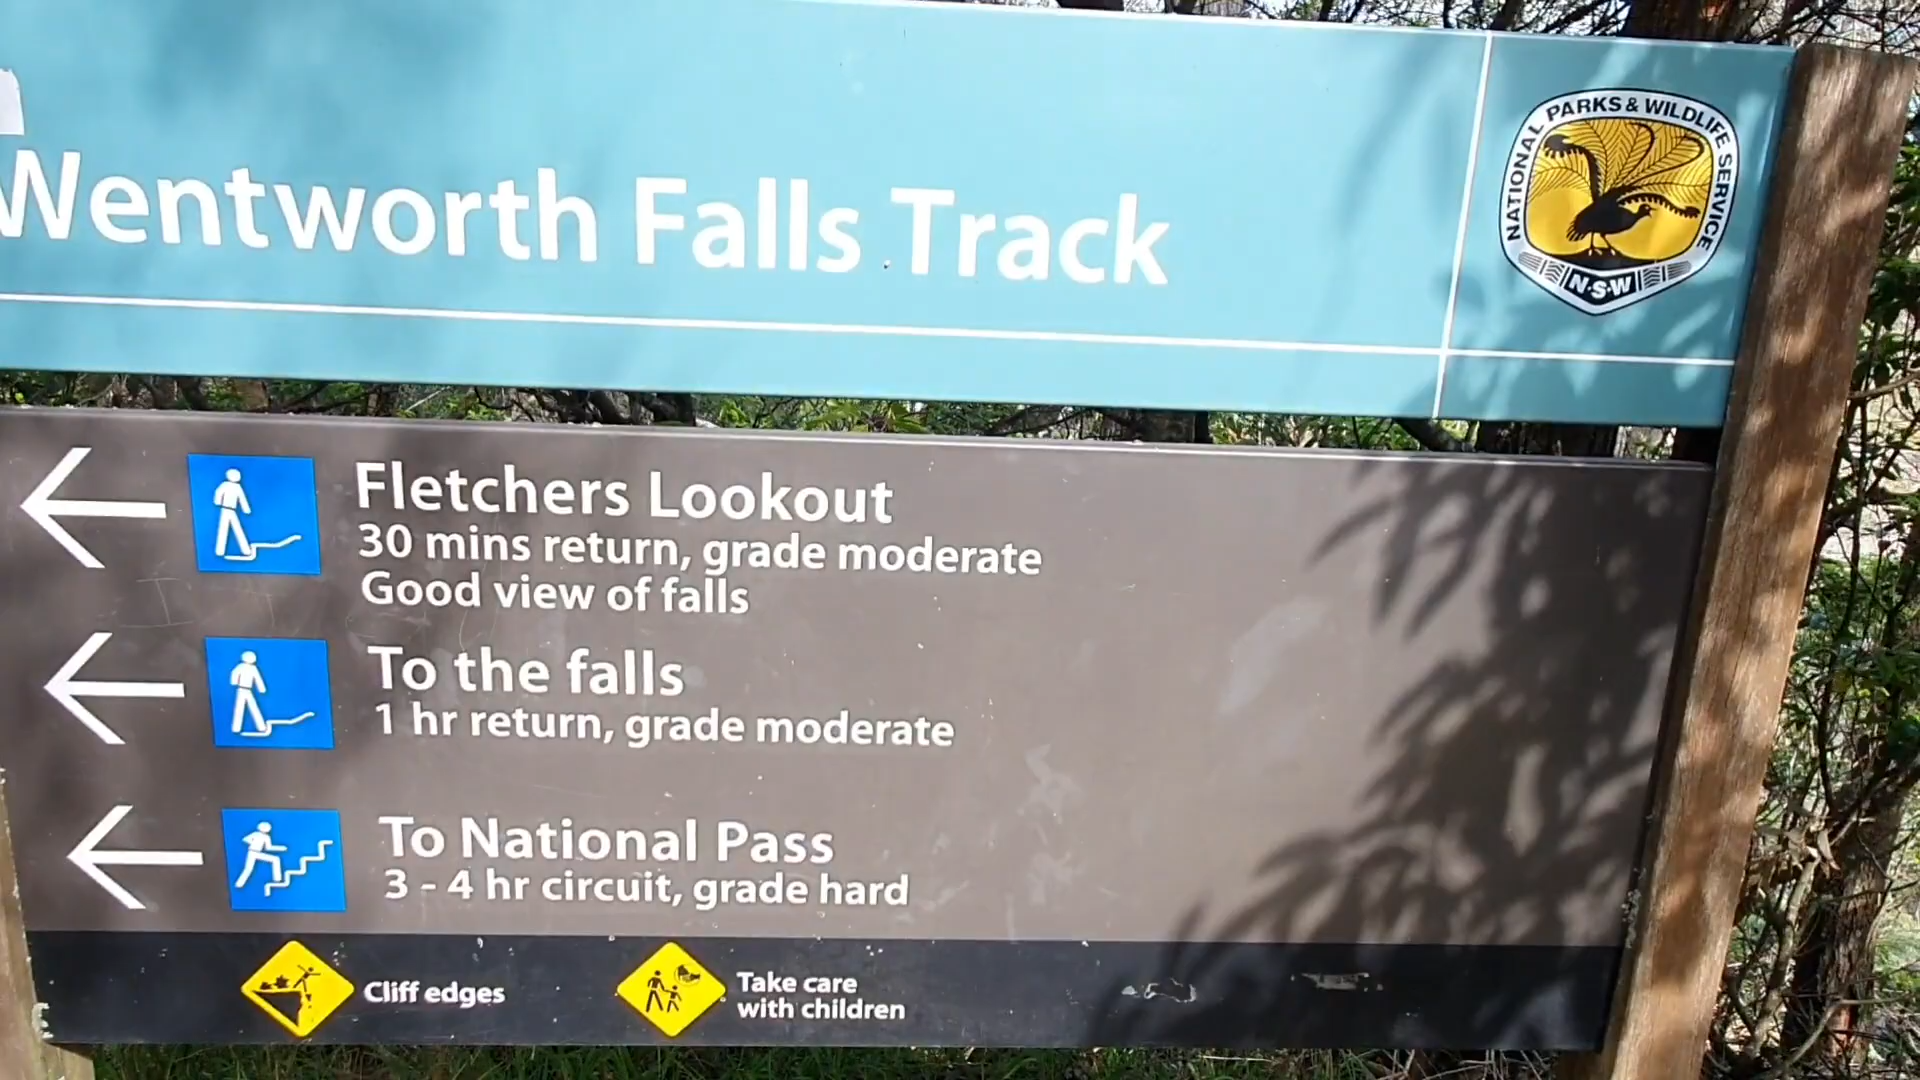 Wentworth Falls Track
NATIONAL PARKS & WILDLIFE SERVICE
N·S·W
Fletchers Lookout
30 mins return, grade moderate
Good view of falls
To the falls
1 hr return, grade moderate
To National Pass
3 - 4 hr circuit, grade hard
Cliff edges
Take care
with children